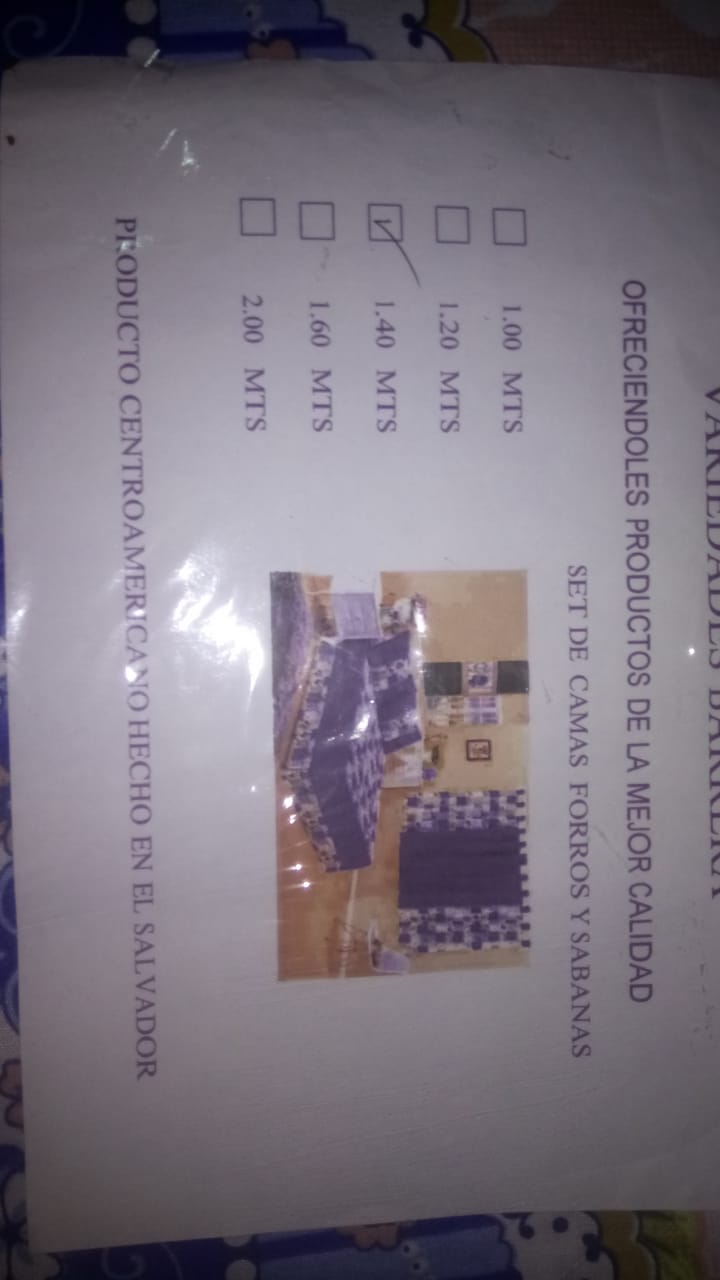 VARIEDADES BARRERA
OFRECIENDOLES PRODUCTOS DE LA MEJOR CALIDAD
SET DE CAMAS FORROS Y SABANAS
1.00 MTS
1.20 MTS
1.40 MTS
1.60 MTS
2.00 MTS
PRODUCTO CENTROAMERICANO HECHO EN EL SALVADOR